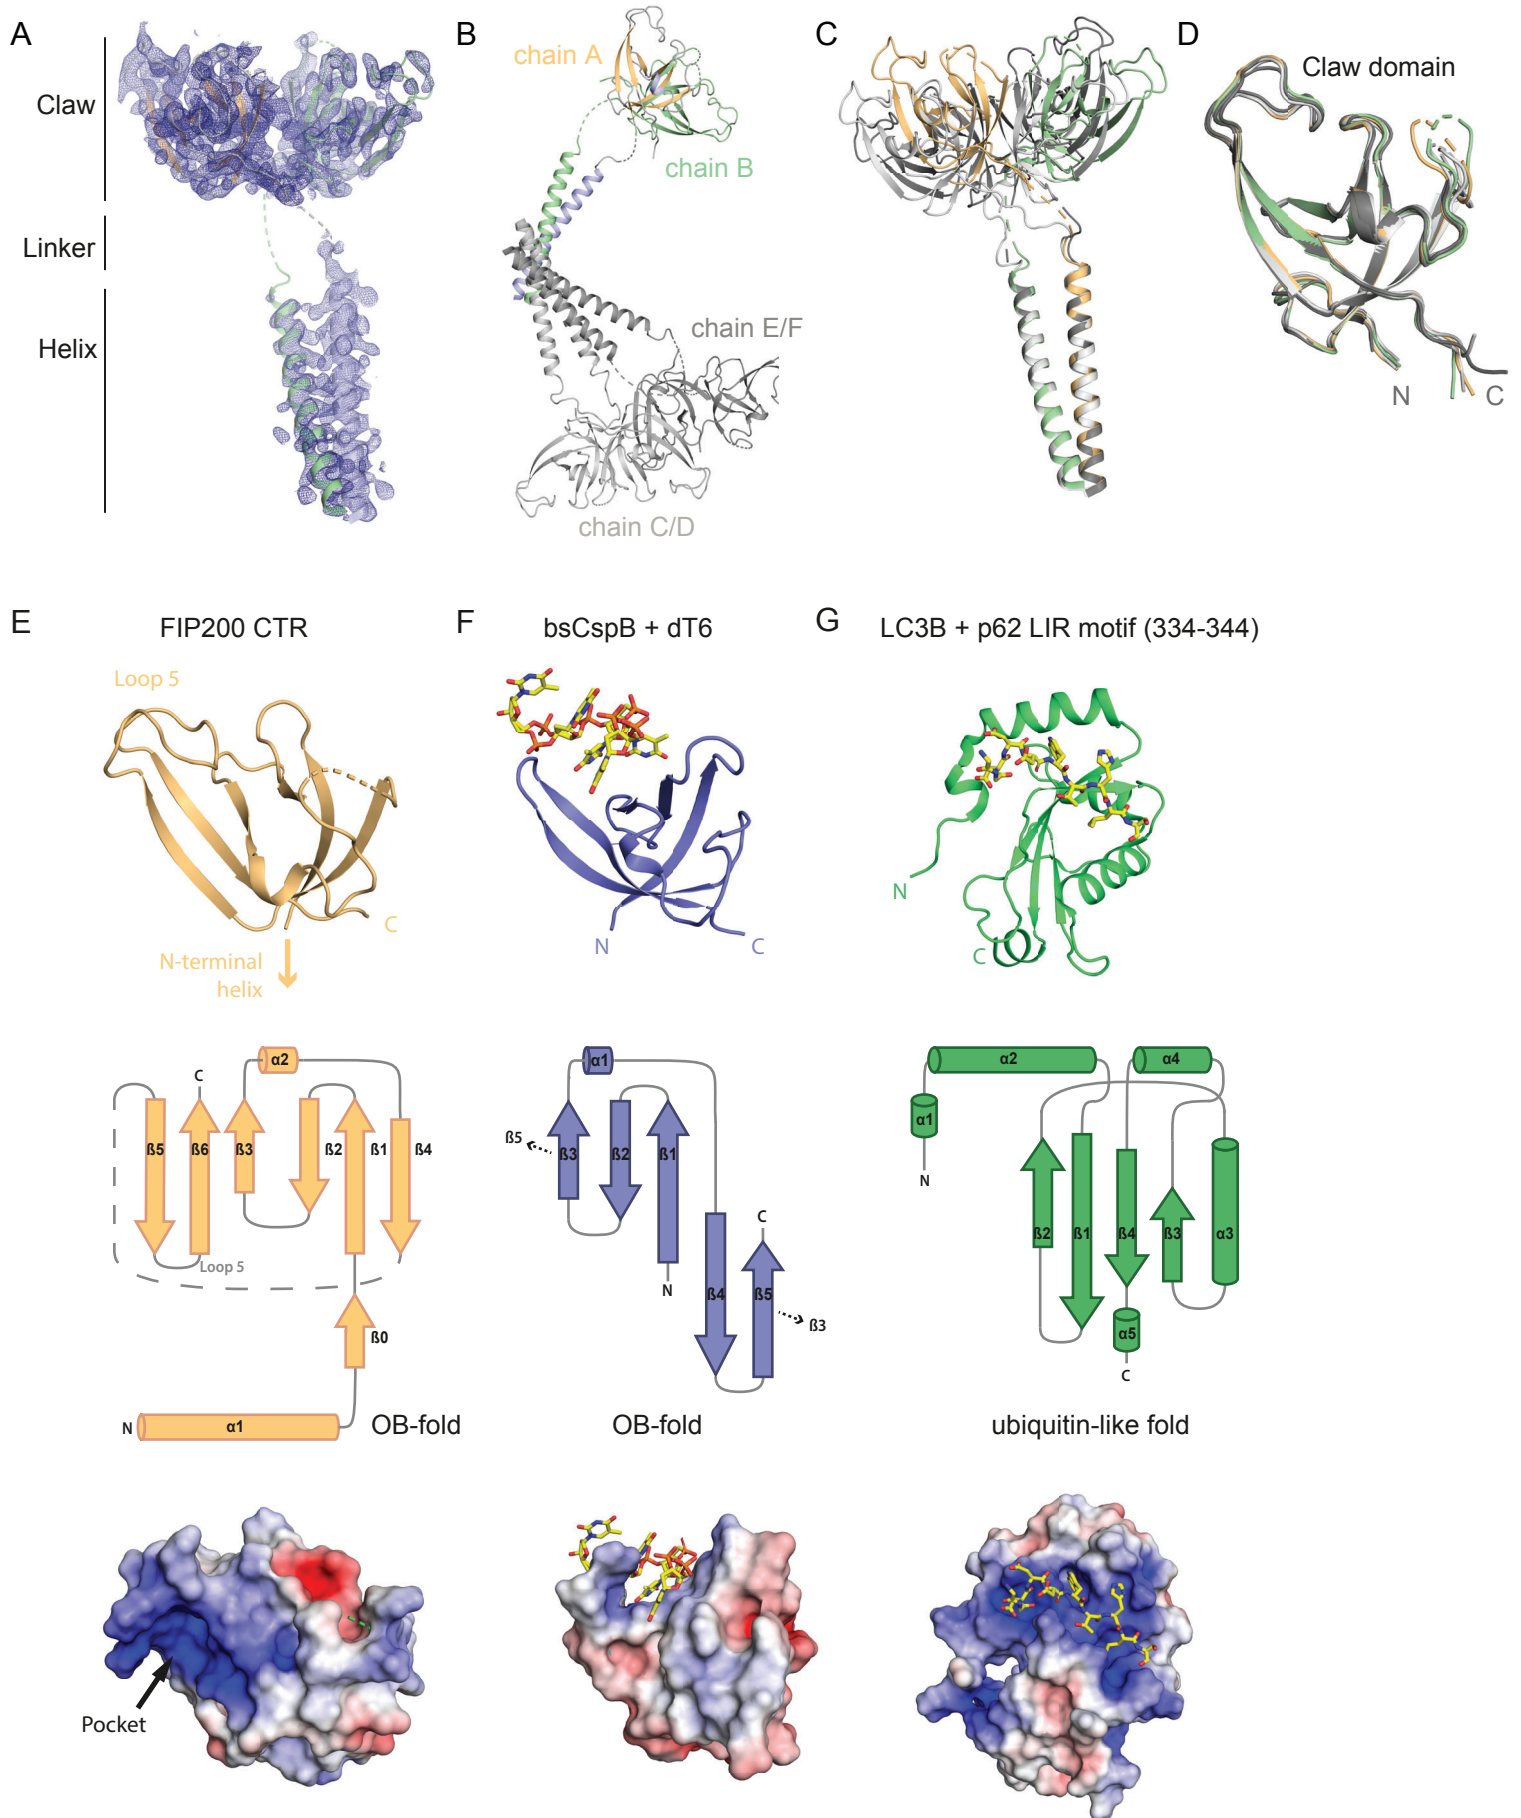 A
Claw
Linker
Helix
B
chain A
chain B
chain E/F
chain C/D
C
D
Claw domain
N
C
E
FIP200 CTR
Loop 5
C
N-terminal
helix
F
bsCspB + dT6
N
C
G
LC3B + p62 LIR motif (334-344)
N
C
α2
C
ß5
ß6
ß3
ß2
ß1
ß4
Loop 5
ß0
N
α1
OB-fold
α1
ß5
ß3
ß2
ß1
C
N
ß4
ß5
ß3
OB-fold
α2
α4
α1
N
ß2
ß1
ß4
ß3
α3
α5
C
ubiquitin-like fold
Pocket